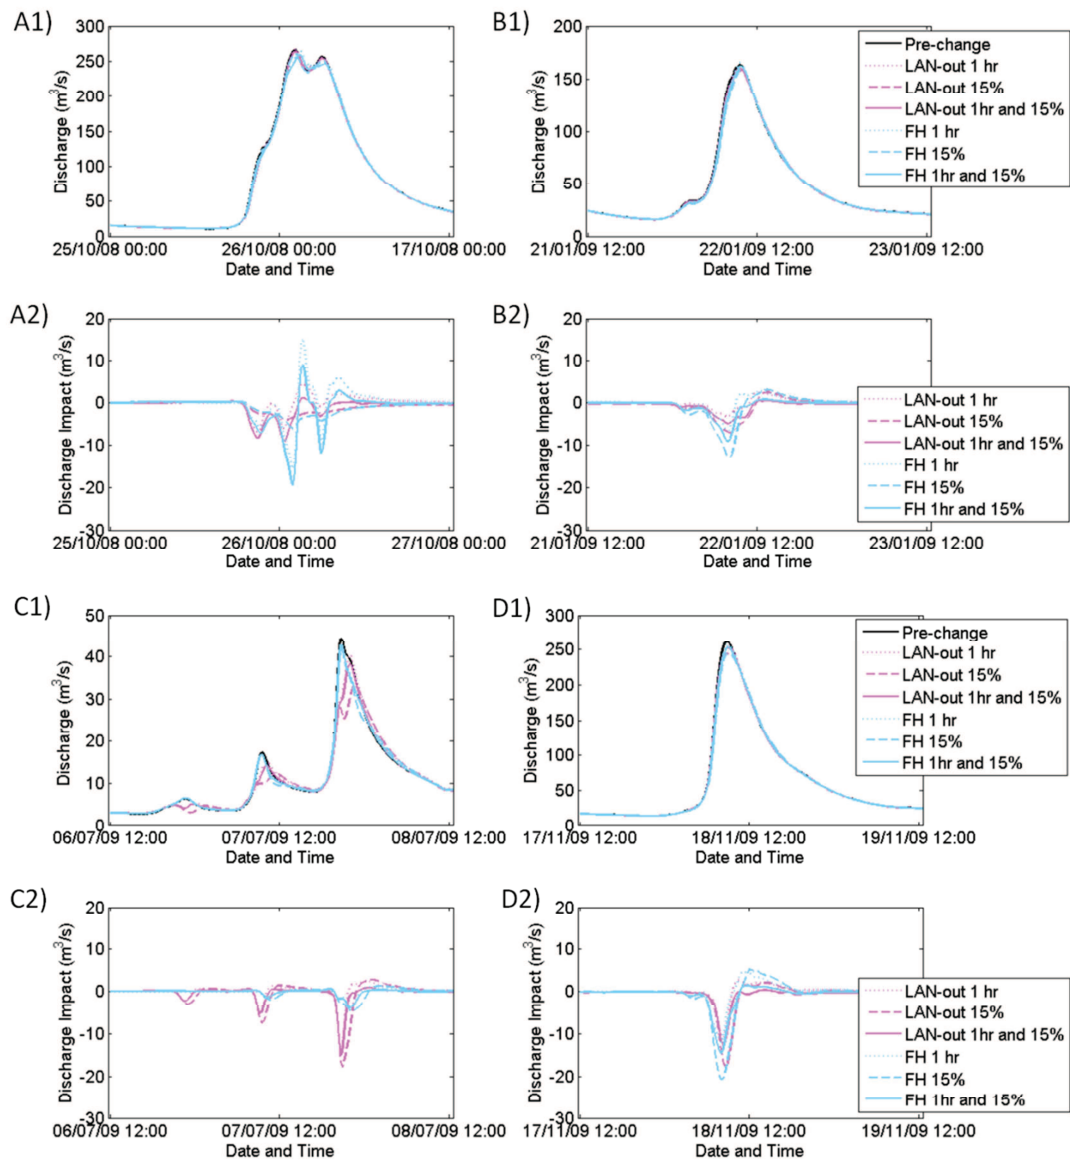 A1)
Discharge (m³/s)
300
250
200
150
100
50
0
25/10/08 00:00 26/10/08 00:00 17/10/08 00:00
Date and Time
B1)
Discharge (m³/s)
200
150
100
50
0
21/01/09 12:00 22/01/09 12:00 23/01/09 12:00
Date and Time
Pre-change
LAN-out 1 hr
LAN-out 15%
LAN-out 1hr and 15%
FH 1 hr
FH 15%
FH 1hr and 15%
A2)
Discharge Impact (m³/s)
20
10
0
-10
-20
-30
25/10/08 00:00 26/10/08 00:00 27/10/08 00:00
Date and Time
B2)
Discharge Impact (m³/s)
20
10
0
-10
-20
-30
21/01/09 12:00 22/01/09 12:00 23/01/09 12:00
Date and Time
LAN-out 1 hr
LAN-out 15%
LAN-out 1hr and 15%
FH 1 hr
FH 15%
FH 1hr and 15%
C1)
Discharge (m³/s)
50
40
30
20
10
0
06/07/09 12:00 07/07/09 12:00 08/07/09 12:00
Date and Time
D1)
Discharge (m³/s)
300
250
200
150
100
50
0
17/11/09 12:00 18/11/09 12:00 19/11/09 12:00
Date and Time
Pre-change
LAN-out 1 hr
LAN-out 15%
LAN-out 1hr and 15%
FH 1 hr
FH 15%
FH 1hr and 15%
C2)
Discharge Impact (m³/s)
20
10
0
-10
-20
-30
06/07/09 12:00 07/07/09 12:00 08/07/09 12:00
Date and Time
D2)
Discharge Impact (m³/s)
20
10
0
-10
-20
-30
17/11/09 12:00 18/11/09 12:00 19/11/09 12:00
Date and Time
LAN-out 1 hr
LAN-out 15%
LAN-out 1hr and 15%
FH 1 hr
FH 15%
FH 1hr and 15%